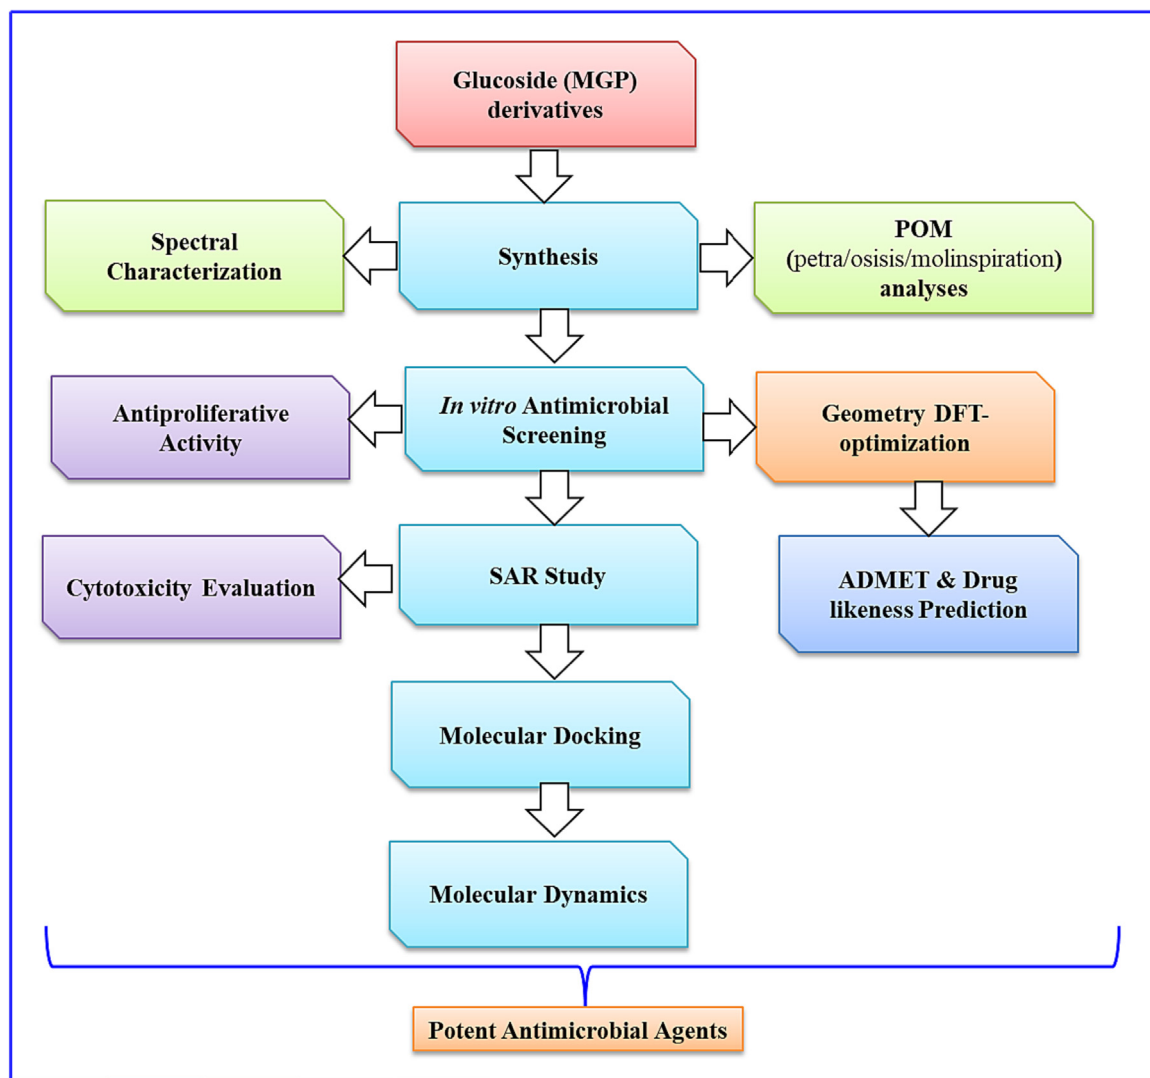 Glucoside (MGP)
derivatives
Spectral
Characterization
Synthesis
POM
(petra/osisis/molinspiration)
analyses
Antiproliferative
Activity
In vitro Antimicrobial
Screening
Geometry DFT-
optimization
Cytotoxicity Evaluation
SAR Study
ADMET & Drug
likeness Prediction
Molecular Docking
Molecular Dynamics
Potent Antimicrobial Agents